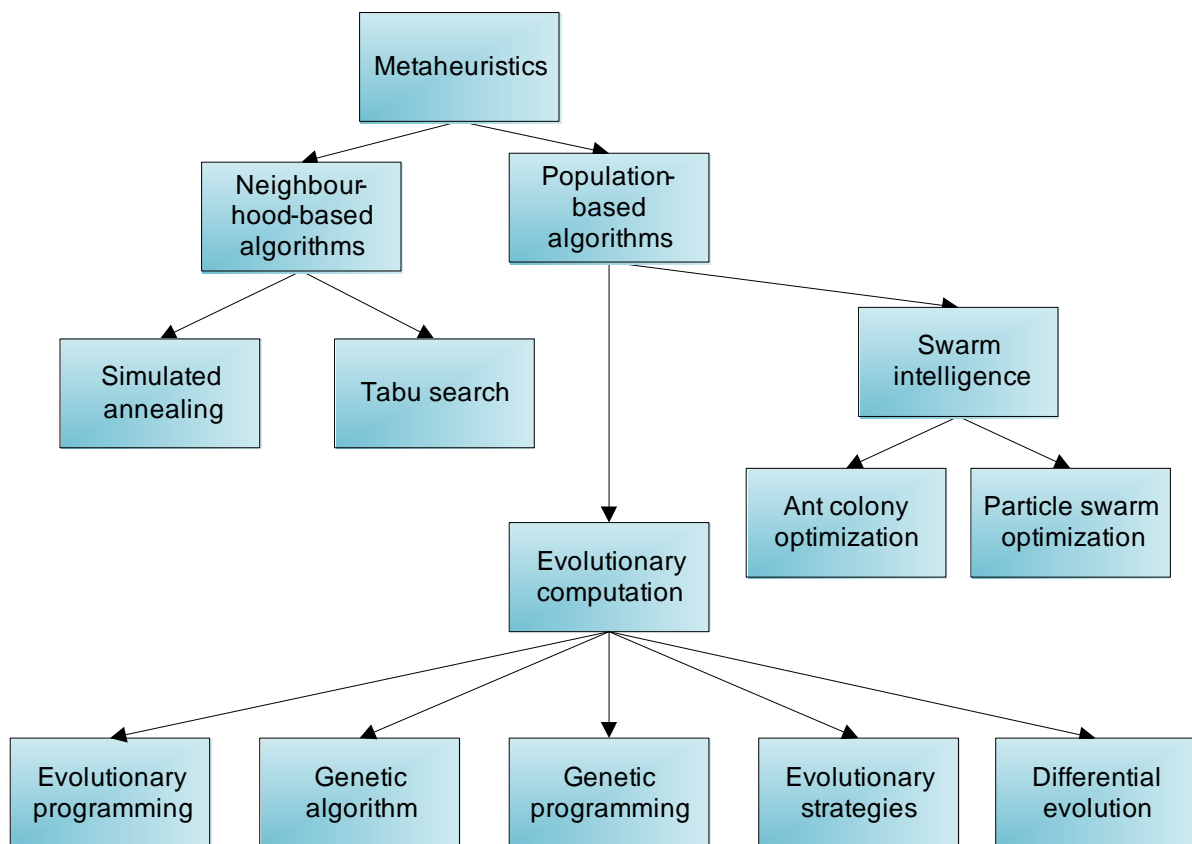 Metaheuristics
Neighbour-
hood-based
algorithms
Population-
based
algorithms
Simulated
annealing
Tabu search
Swarm
intelligence
Ant colony
optimization
Particle swarm
optimization
Evolutionary
computation
Evolutionary
programming
Genetic
algorithm
Genetic
programming
Evolutionary
strategies
Differential
evolution